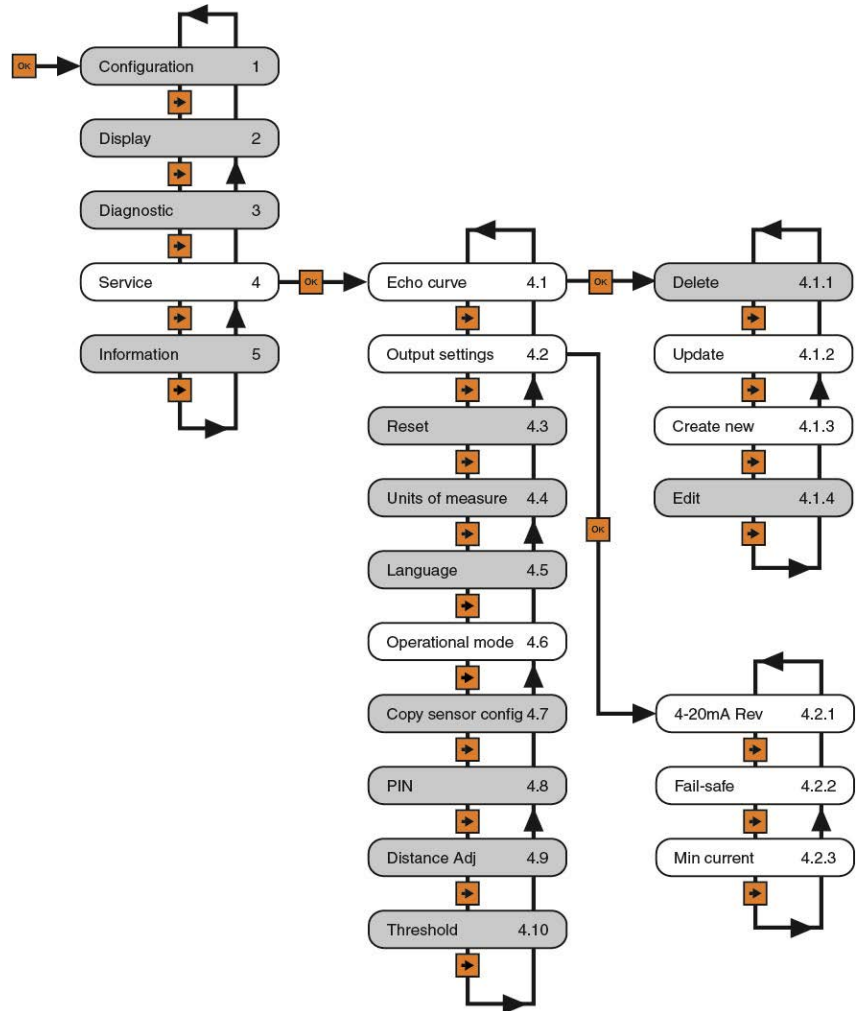 OK
Configuration 1
Display 2
Diagnostic 3
Service 4
OK
Information 5
Echo curve 4.1
OK
Output settings 4.2
Reset 4.3
Units of measure 4.4
OK
Language 4.5
Operational mode 4.6
Copy sensor config 4.7
PIN 4.8
Distance Adj 4.9
Threshold 4.10
Delete 4.1.1
Update 4.1.2
Create new 4.1.3
Edit 4.1.4
4-20mA Rev 4.2.1
Fail-safe 4.2.2
Min current 4.2.3